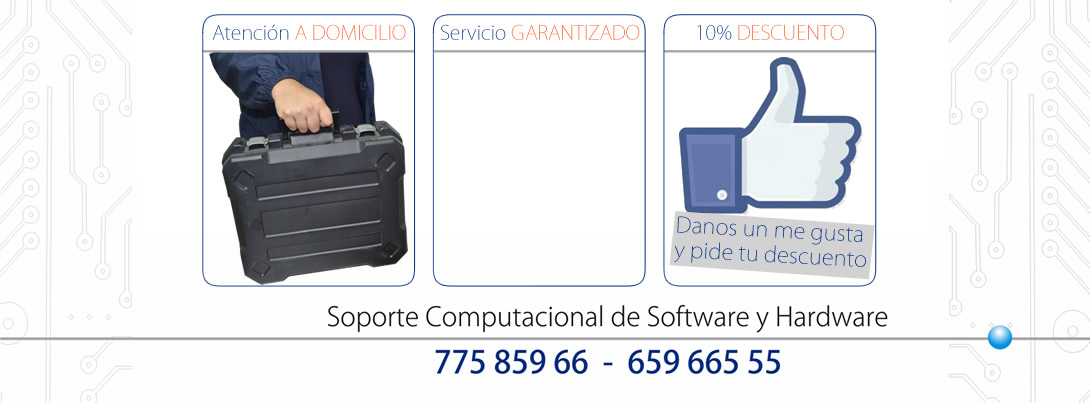 Atención A DOMICILIO
Servicio GARANTIZADO
10% DESCUENTO
Danos un me gusta
y pide tu descuento
Soporte Computacional de Software y Hardware
775 859 66 - 659 665 55